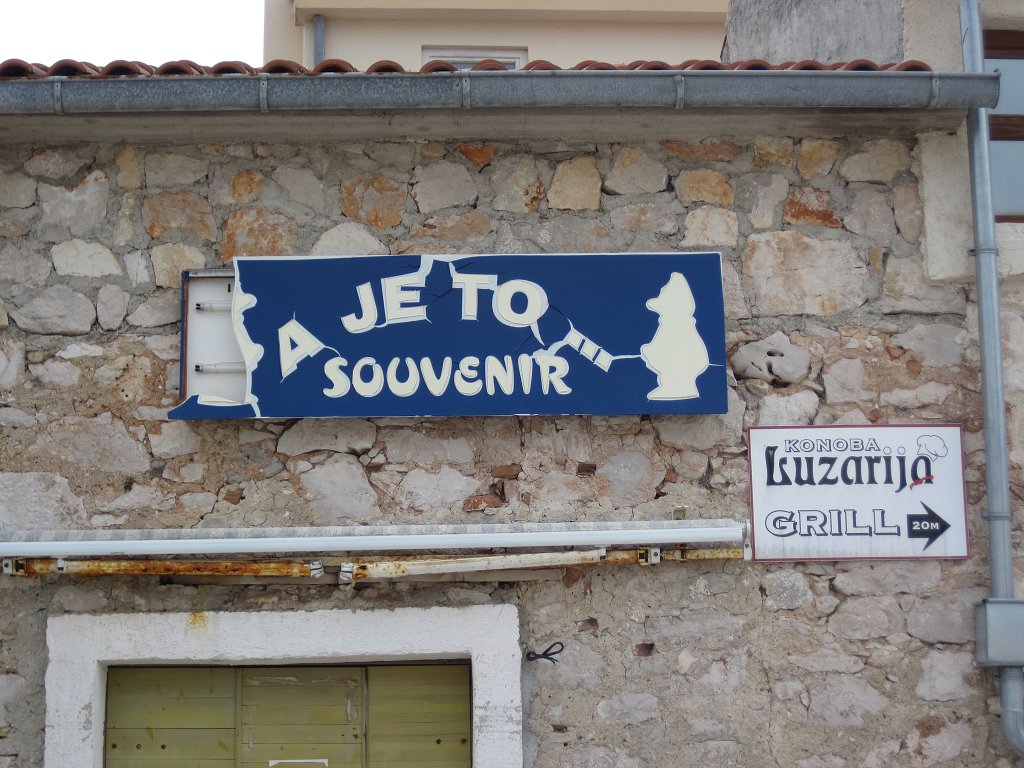 A JE TO
SOUVENIR
KONOBA
Luzarija
GRILL 20M